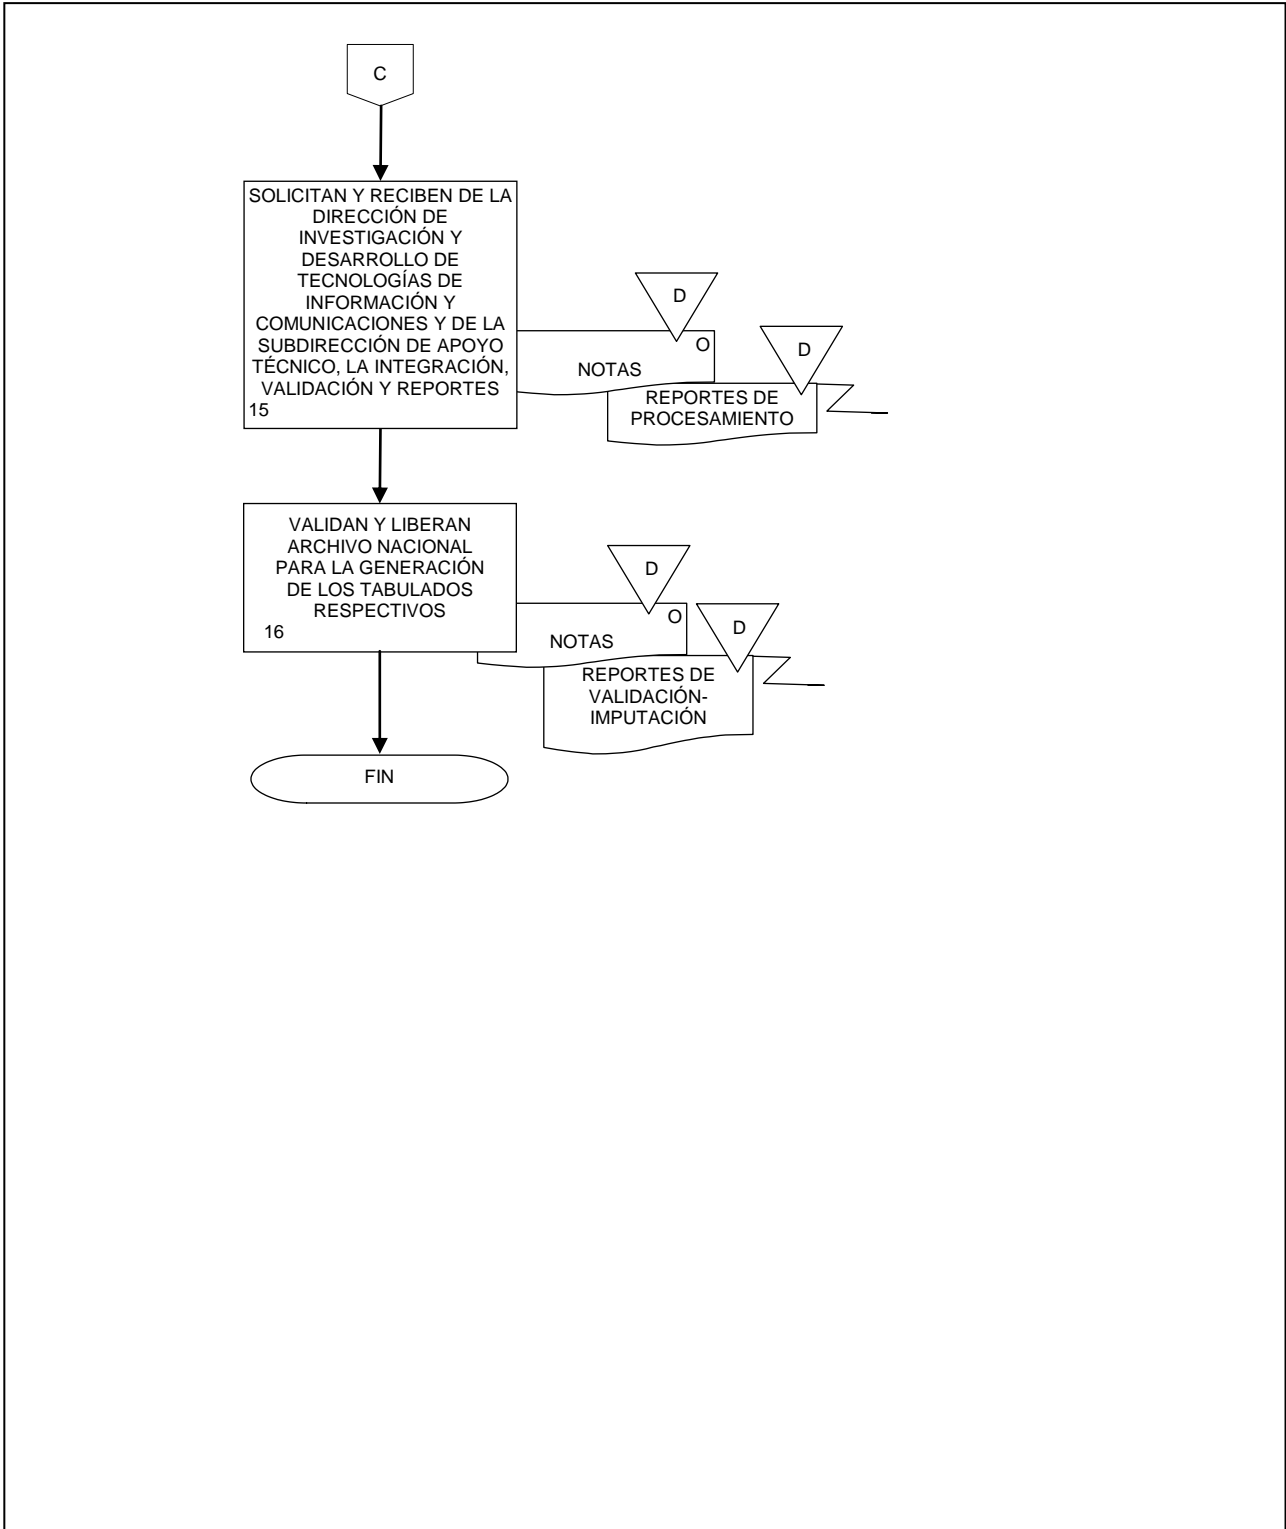 C
SOLICITAN Y RECIBEN DE LA
DIRECCIÓN DE
INVESTIGACIÓN Y
DESARROLLO DE
TECNOLOGÍAS DE
INFORMACIÓN Y
COMUNICACIONES Y DE LA
SUBDIRECCIÓN DE APOYO
TÉCNICO, LA INTEGRACIÓN,
VALIDACIÓN Y REPORTES
15
D
O
NOTAS
D
REPORTES DE
PROCESAMIENTO
VALIDAN Y LIBERAN
ARCHIVO NACIONAL
PARA LA GENERACIÓN
DE LOS TABULADOS
RESPECTIVOS
16
D
O
NOTAS
D
REPORTES DE
VALIDACIÓN-
IMPUTACIÓN
FIN